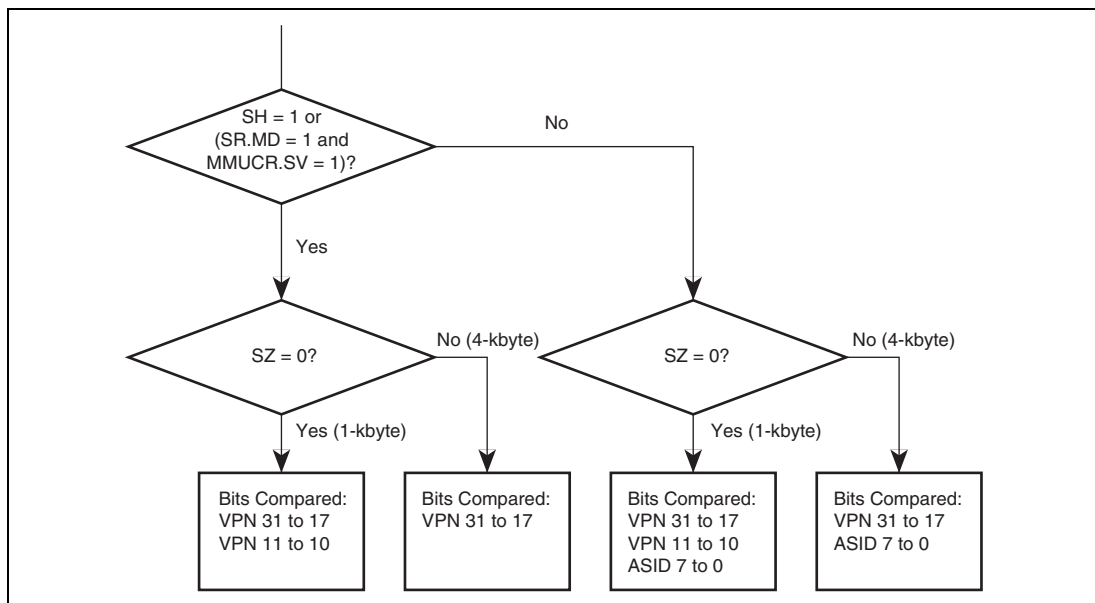 SH = 1 or
(SR.MD = 1 and
MMUCR.SV = 1)?
No
Yes
SZ = 0?
No (4-kbyte)
SZ = 0?
No (4-kbyte)
Yes (1-kbyte)
Yes (1-kbyte)
Bits Compared:
VPN 31 to 17
VPN 11 to 10
Bits Compared:
VPN 31 to 17
Bits Compared:
VPN 31 to 17
VPN 11 to 10
ASID 7 to 0
Bits Compared:
VPN 31 to 17
ASID 7 to 0